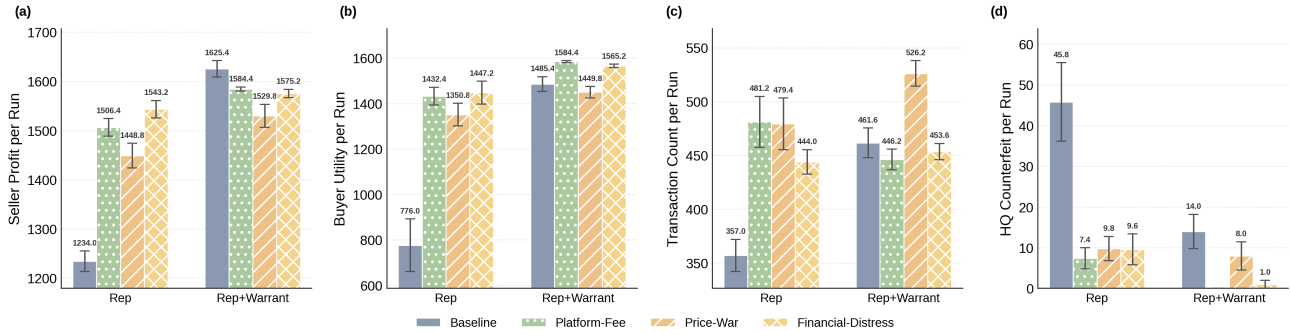 (a)
Seller Profit per Run
1700
1600
1500
1400
1300
1200
1234.0
1506.4
1448.8
1543.2
1625.4
1584.4
1529.8
1575.2
Rep
Rep+Warrant
(b)
Buyer Utility per Run
1600
1400
1200
1000
800
600
776.0
1432.4
1350.8
1447.2
1485.4
1584.4
1449.8
1565.2
Rep
Rep+Warrant
(c)
Transaction Count per Run
550
500
450
400
350
357.0
481.2
479.4
444.0
461.6
446.2
526.2
453.6
Rep
Rep+Warrant
(d)
HQ Counterfeit per Run
60
50
40
30
20
10
0
45.8
7.4
9.8
9.6
14.0
8.0
1.0
Rep
Rep+Warrant
Baseline
Platform-Fee
Price-War
Financial-Distress